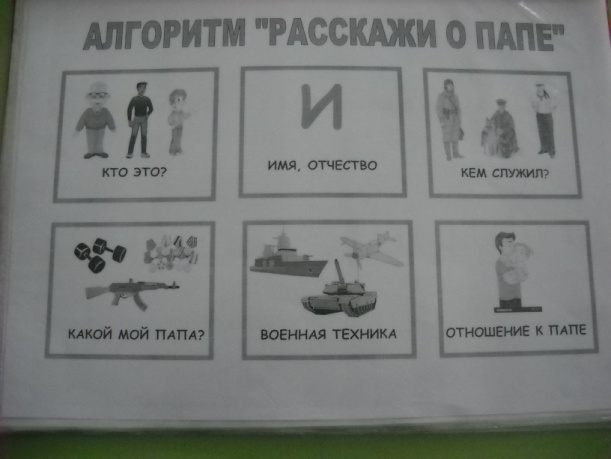 АЛГОРИТМ "РАССКАЖИ О ПАПЕ"
КТО ЭТО?
И
ИМЯ, ОТЧЕСТВО
КЕМ СЛУЖИЛ?
КАКОЙ МОЙ ПАПА?
ВОЕННАЯ ТЕХНИКА
ОТНОШЕНИЕ К ПАПЕ